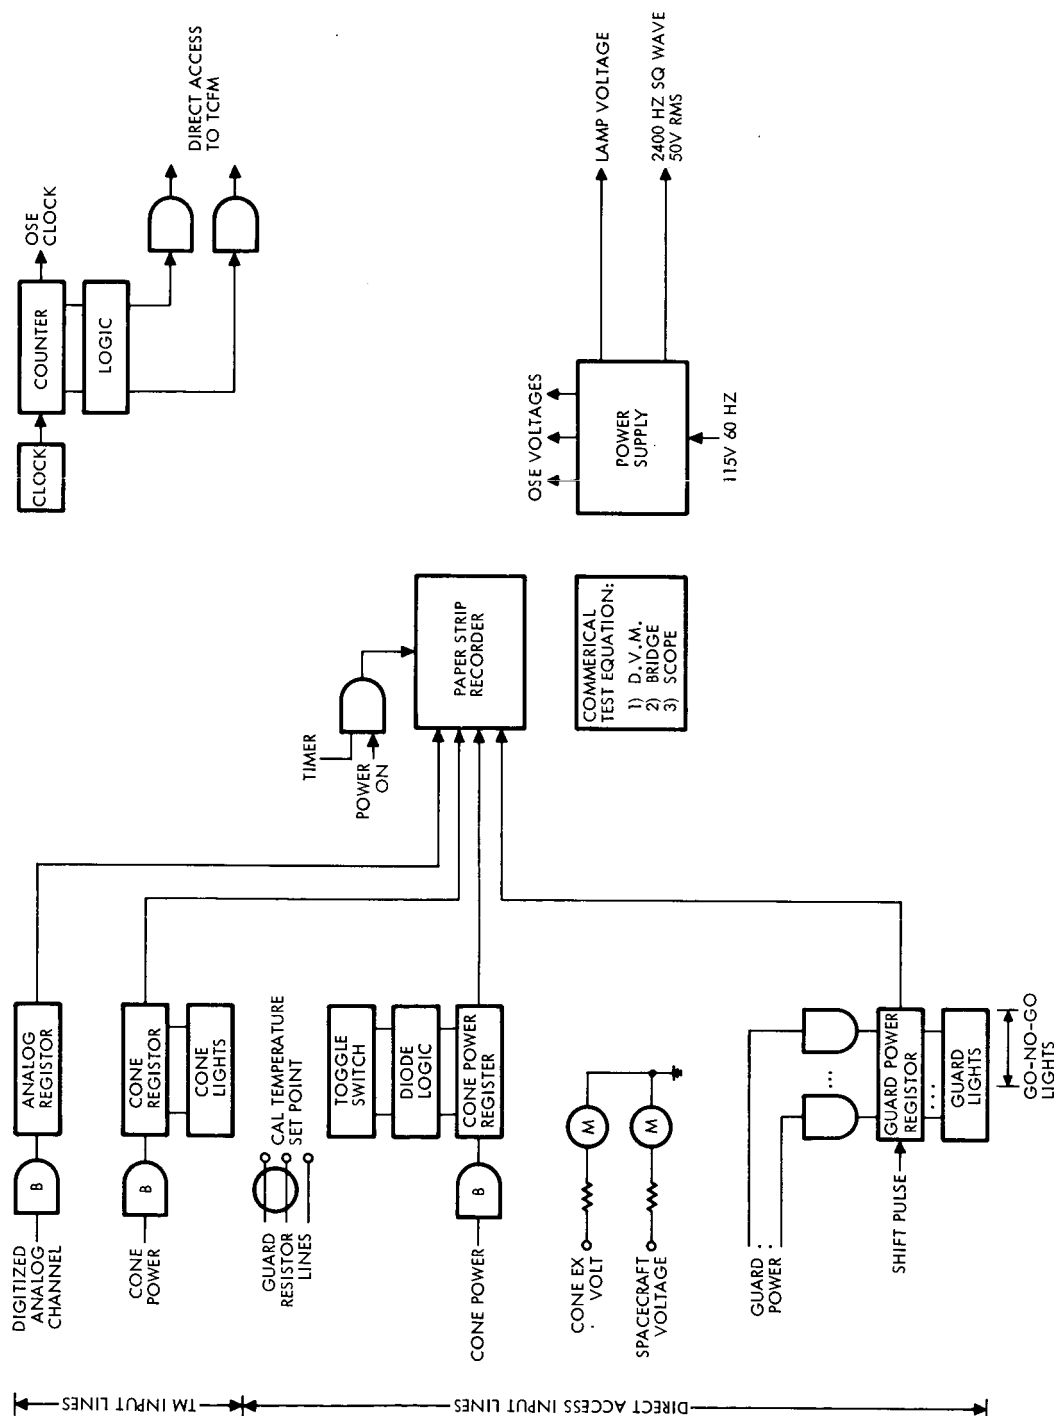 TM INPUT LINES
DIRECT ACCESS INPUT LINES
DIGITIZED
ANALOG
CHANNEL
B
ANALOG
REGISTOR
CONE
POWER
B
CONE
REGISTOR
CONE
LIGHTS
GUARD
RESISTOR
LINES
CAL TEMPERATURE
SET POINT
TOGGLE
SWITCH
DIODE
LOGIC
CONE POWER
REGISTER
CONE POWER
B
CONE EX
VOLT
M
SPACECRAFT
VOLTAGE
M
GUARD :
POWER :
...
SHIFT PULSE
GUARD POWER
REGISTOR
...
GUARD
LIGHTS
GO-NO-GO
LIGHTS
TIMER
POWER
ON
PAPER STRIP
RECORDER
COMMERICAL
TEST EQUATION:
1) D.V.M.
2) BRIDGE
3) SCOPE
CLOCK
COUNTER
OSE
CLOCK
LOGIC
DIRECT ACCESS
TO TCFM
OSE VOLTAGES
POWER
SUPPLY
115V 60 HZ
LAMP VOLTAGE
2400 HZ SQ WAVE
50V RMS